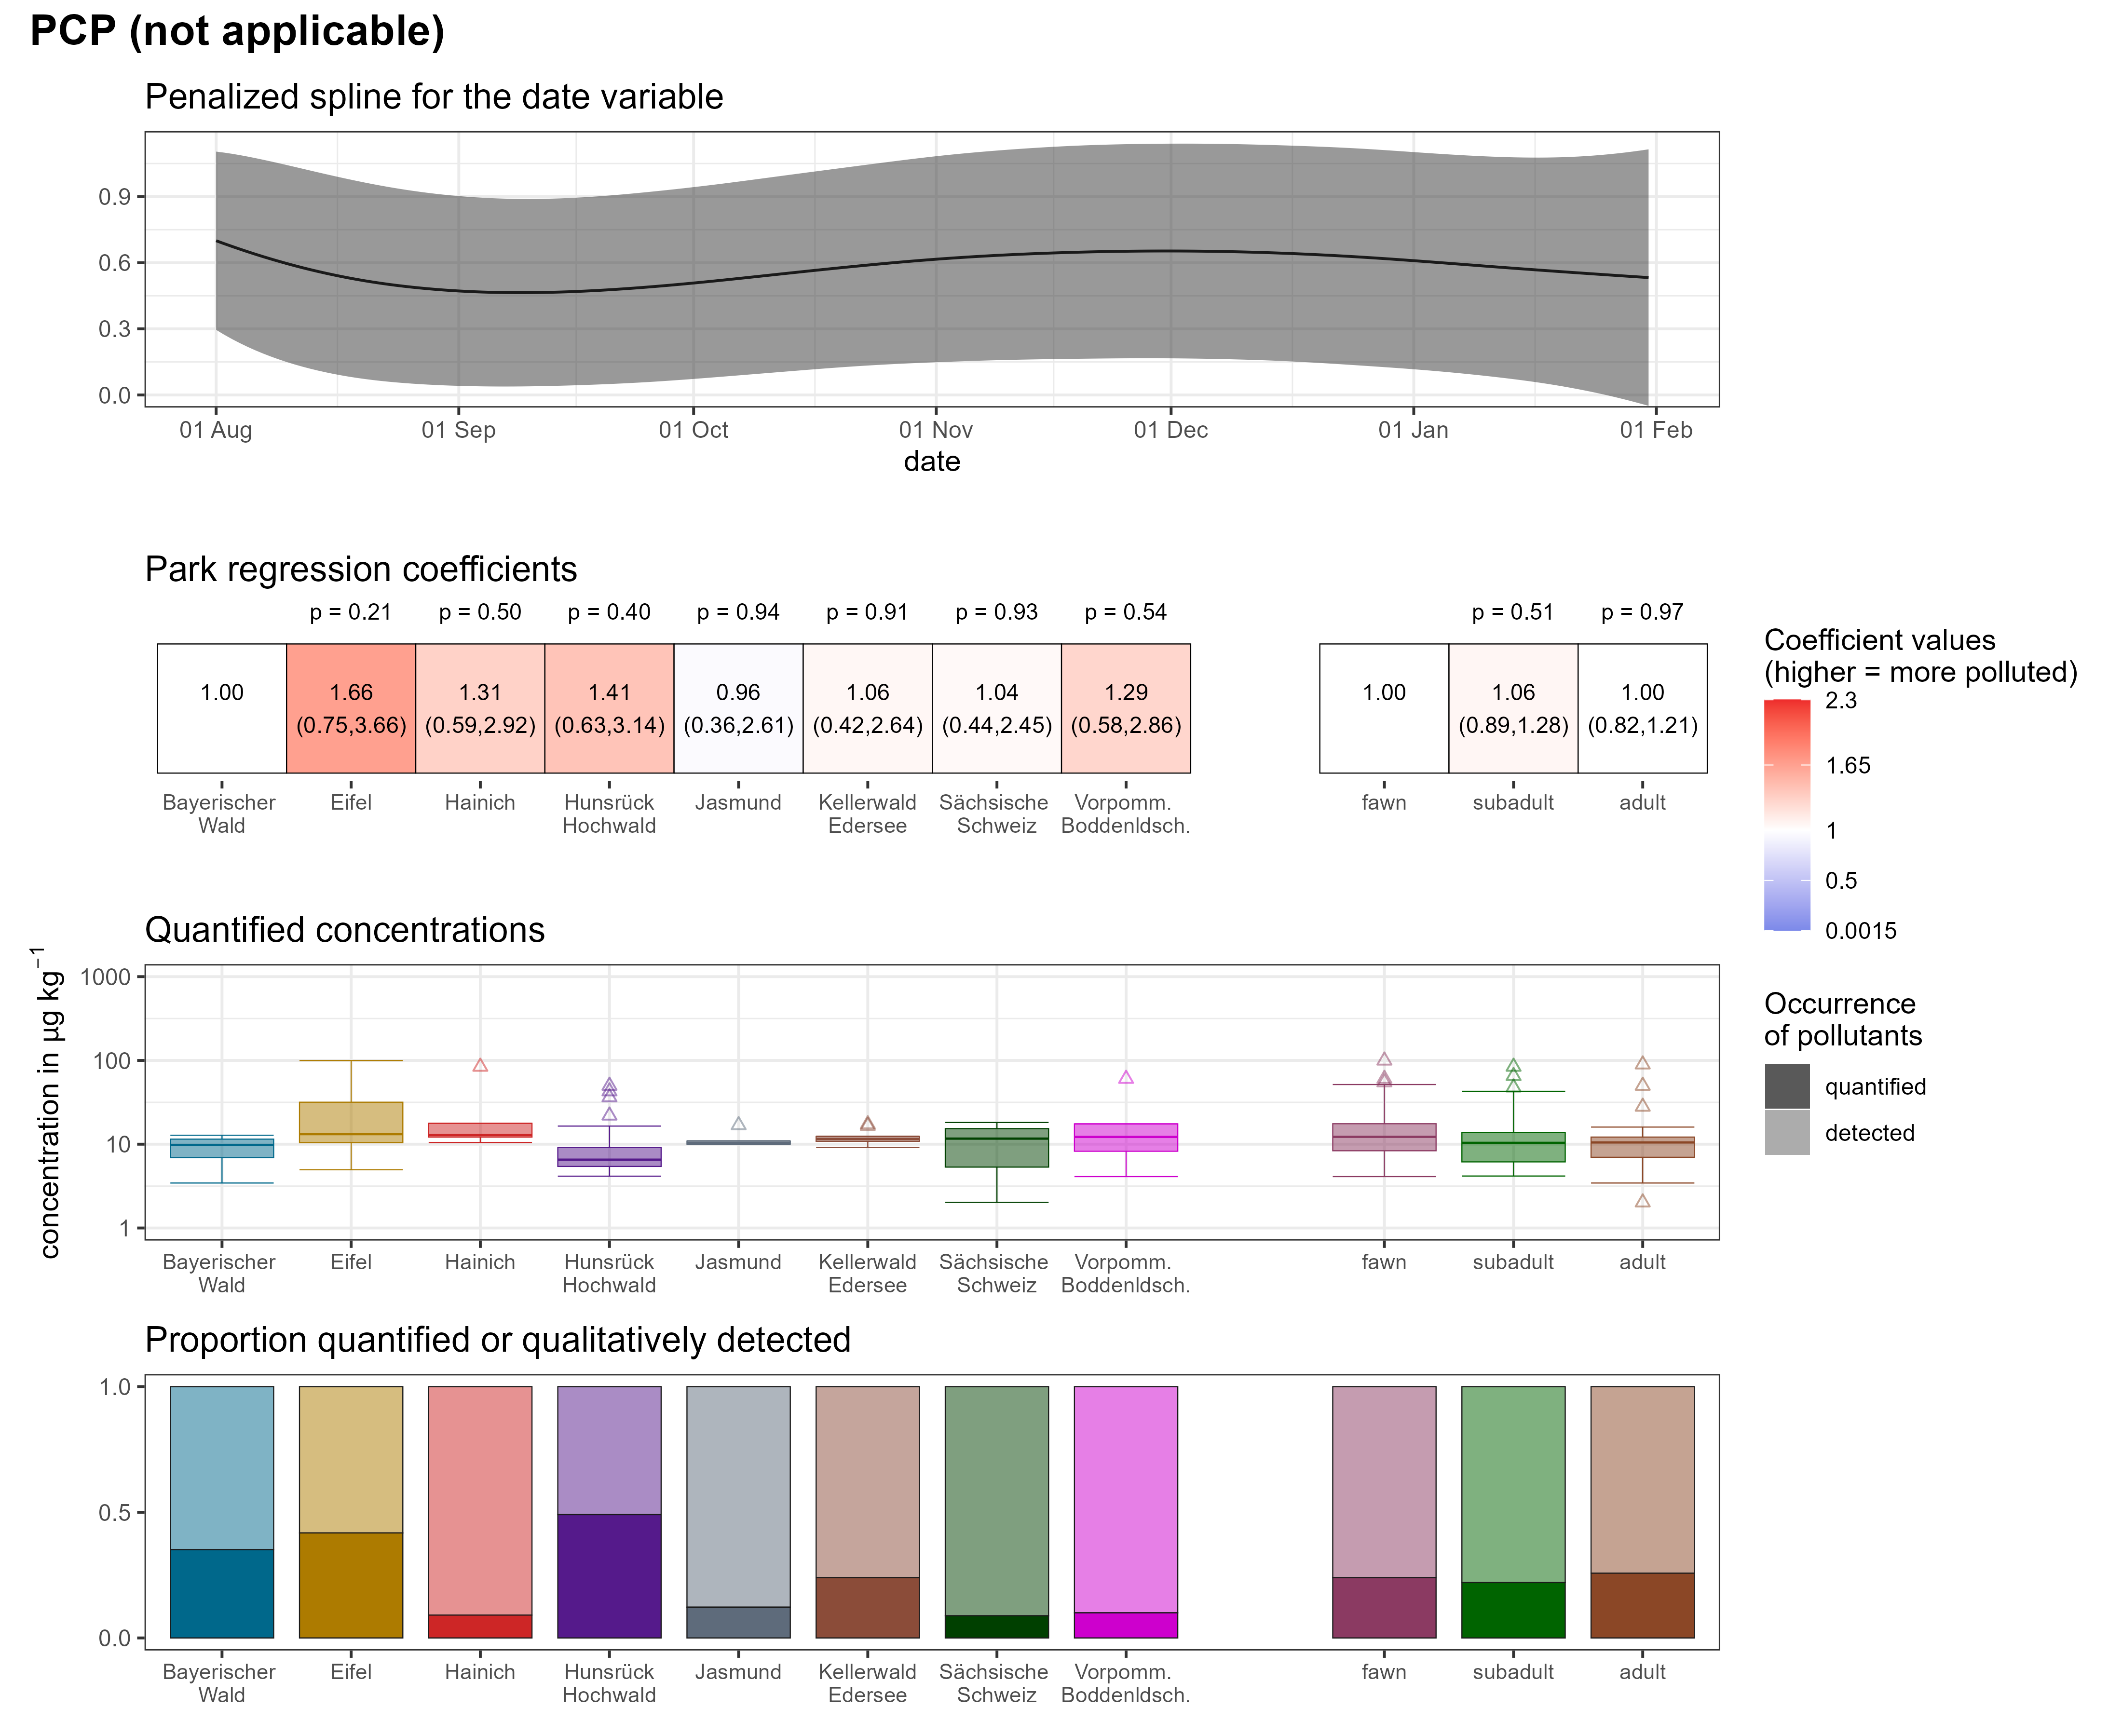 PCP (not applicable)
Penalized spline for the date variable
0.9
0.6
0.3
0.0
01 Aug 01 Sep 01 Oct 01 Nov 01 Dec 01 Jan 01 Feb
date
Park regression coefficients
p = 0.21 p = 0.50 p = 0.40 p = 0.94 p = 0.91 p = 0.93 p = 0.54 p = 0.51 p = 0.97
1.00 1.66 1.31 1.41 0.96 1.06 1.04 1.29 1.00 1.06 1.00
(0.75,3.66) (0.59,2.92) (0.63,3.14) (0.36,2.61) (0.42,2.64) (0.44,2.45) (0.58,2.86) (0.89,1.28) (0.82,1.21)
Bayerischer Eifel Hainich Hunsrück Jasmund Kellerwald Sächsische Vorpomm. fawn subadult adult
Wald Hochwald Edersee Schweiz Boddenldsch.
Coefficient values
(higher = more polluted)
2.3
1.65
1
0.5
0.0015
Quantified concentrations
concentration in µg kg⁻¹
1000
100
10
1
Bayerischer Eifel Hainich Hunsrück Jasmund Kellerwald Sächsische Vorpomm. fawn subadult adult
Wald Hochwald Edersee Schweiz Boddenldsch.
Occurrence
of pollutants
quantified
detected
Proportion quantified or qualitatively detected
1.0
0.5
0.0
Bayerischer Eifel Hainich Hunsrück Jasmund Kellerwald Sächsische Vorpomm. fawn subadult adult
Wald Hochwald Edersee Schweiz Boddenldsch.